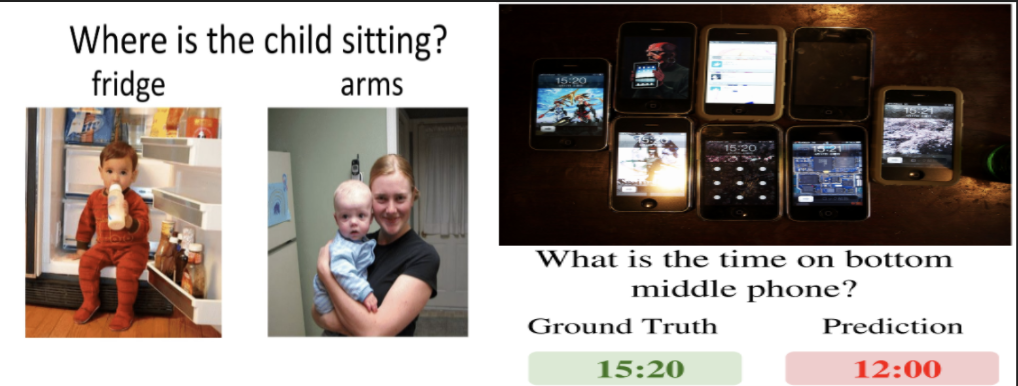 Where is the child sitting?
fridge
arms
15:20
15:20
15:21
15:21
What is the time on bottom
middle phone?
Ground Truth
Prediction
15:20
12:00